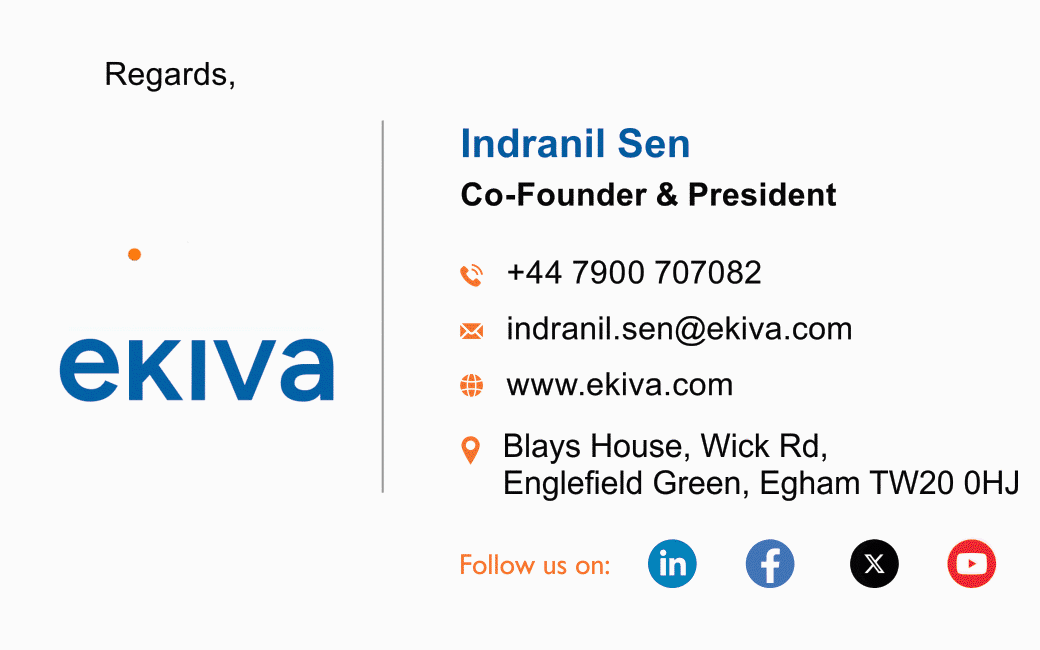 Regards,
ekiva
Indranil Sen
Co-Founder & President
+44 7900 707082
indranil.sen@ekiva.com
www.ekiva.com
Blays House, Wick Rd,
Englefield Green, Egham TW20 0HJ
Follow us on:
in
f
X